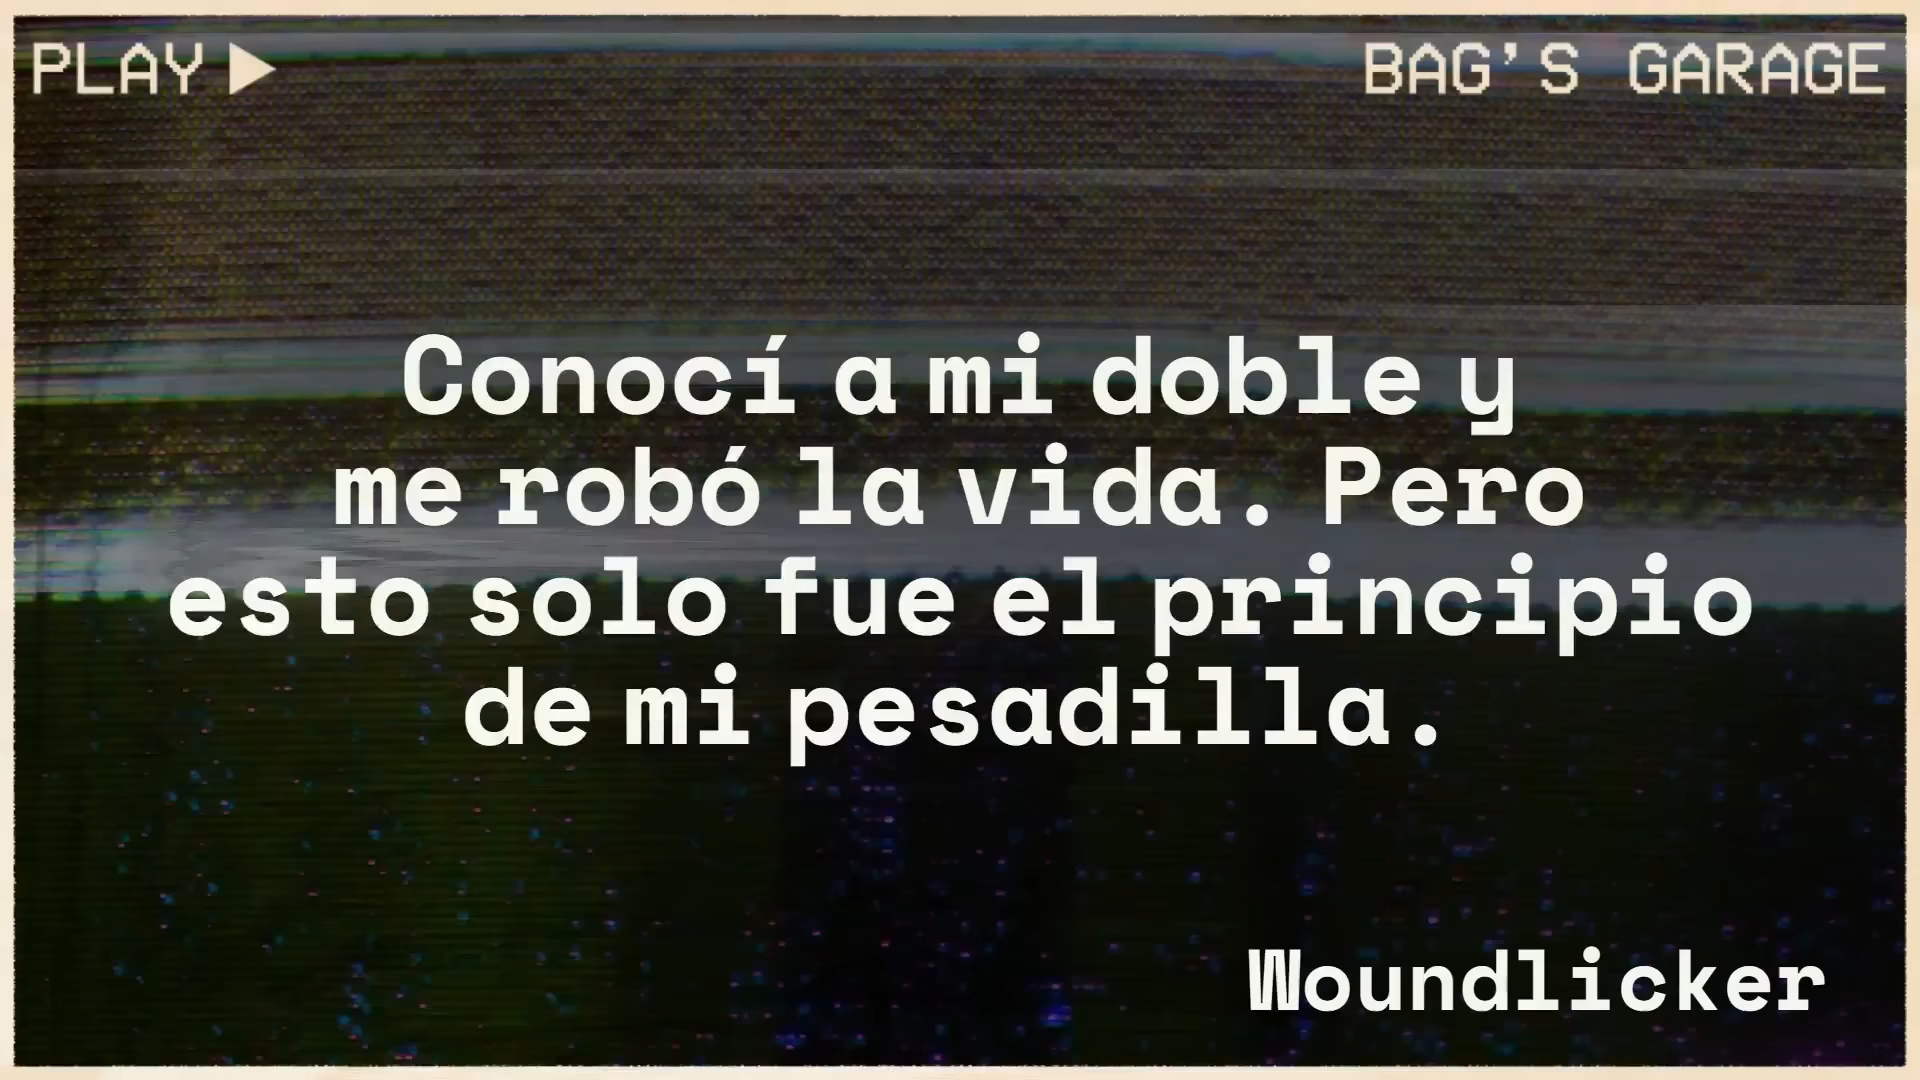 PLAY
BAG'S GARAGE
Conocí a mi doble y
me robó la vida. Pero
esto solo fue el principio
de mi pesadilla.
Woundlicker